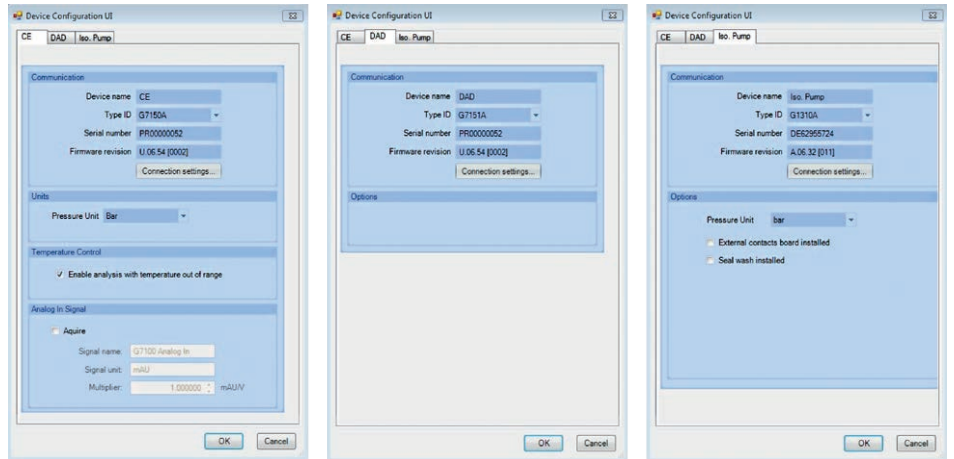 Device Configuration UI
CE DAD Iso. Pump
Communication
Device name CE
Type ID G7150A
Serial number PR00000052
Firmware revision U.06.54 [0002]
Connection settings...
Units
Pressure Unit Bar
Temperature Control
Enable analysis with temperature out of range
Analog In Signal
Aquire
Signal name: G7100 Analog In
Signal unit: mAU
Multiplier: 1.000000 mAU/V
OK Cancel
Device Configuration UI
CE DAD Iso. Pump
Communication
Device name DAD
Type ID G7151A
Serial number PR00000052
Firmware revision U.06.54 [0002]
Connection settings...
Options
OK Cancel
Device Configuration UI
CE DAD Iso. Pump
Communication
Device name Iso. Pump
Type ID G1310A
Serial number DE62955724
Firmware revision A.06.32 [011]
Connection settings...
Options
Pressure Unit bar
External contacts board installed
Seal wash installed
OK Cancel